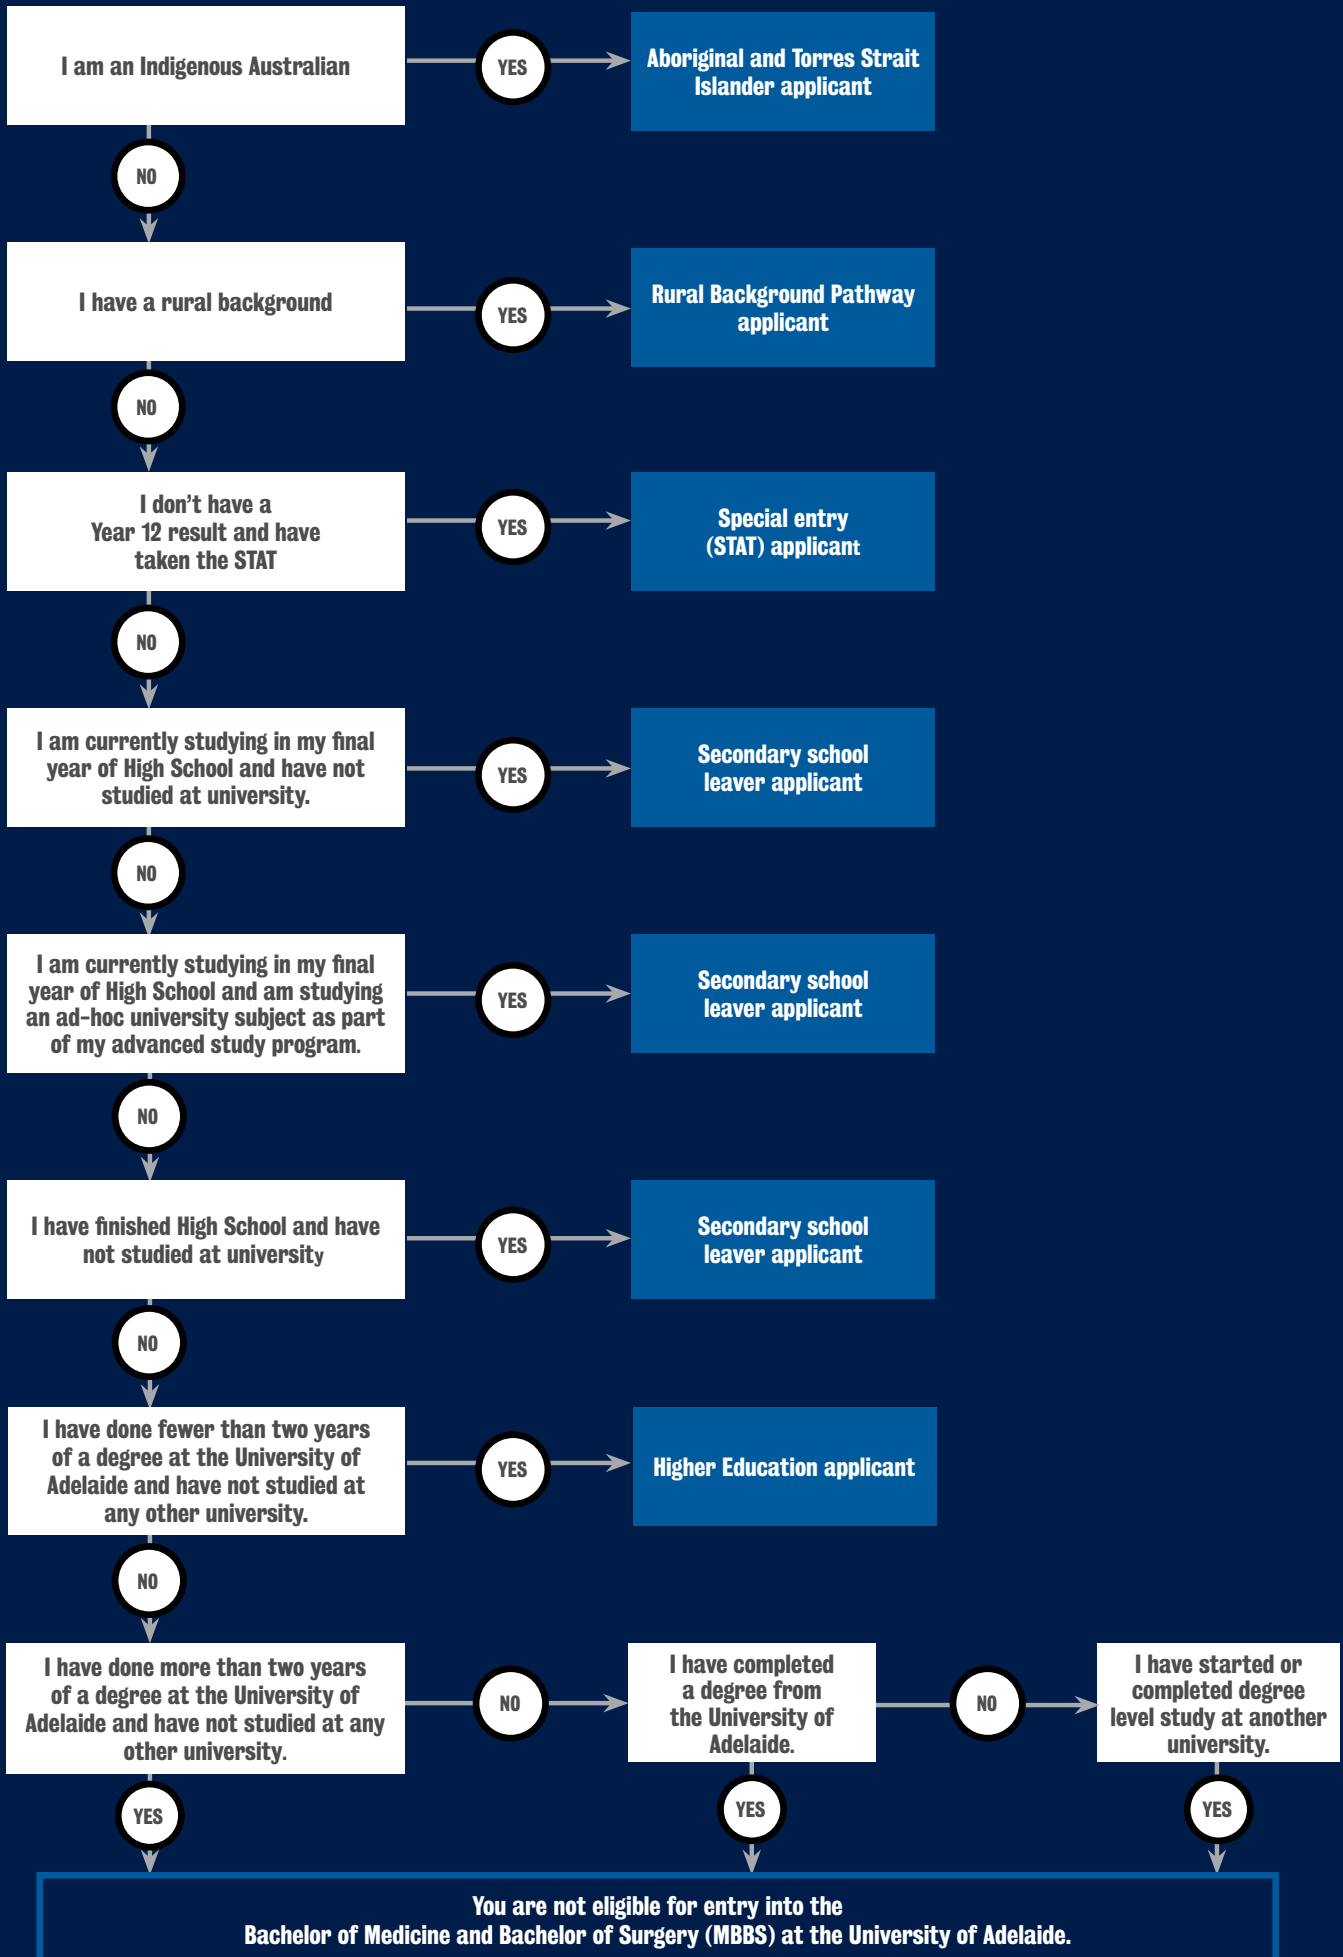 I am an Indigenous Australian
YES
Aboriginal and Torres Strait
Islander applicant
NO
I have a rural background
YES
Rural Background Pathway
applicant
NO
I don't have a
Year 12 result and have
taken the STAT
YES
Special entry
(STAT) applicant
NO
I am currently studying in my final
year of High School and have not
studied at university.
YES
Secondary school
leaver applicant
NO
I am currently studying in my final
year of High School and am studying
an ad-hoc university subject as part
of my advanced study program.
YES
Secondary school
leaver applicant
NO
I have finished High School and have
not studied at university
YES
Secondary school
leaver applicant
NO
I have done fewer than two years
of a degree at the University of
Adelaide and have not studied at
any other university.
YES
Higher Education applicant
NO
I have done more than two years
of a degree at the University of
Adelaide and have not studied at any
other university.
NO
I have completed
a degree from
the University of
Adelaide.
NO
I have started or
completed degree
level study at another
university.
YES
YES
YES
You are not eligible for entry into the
Bachelor of Medicine and Bachelor of Surgery (MBBS) at the University of Adelaide.